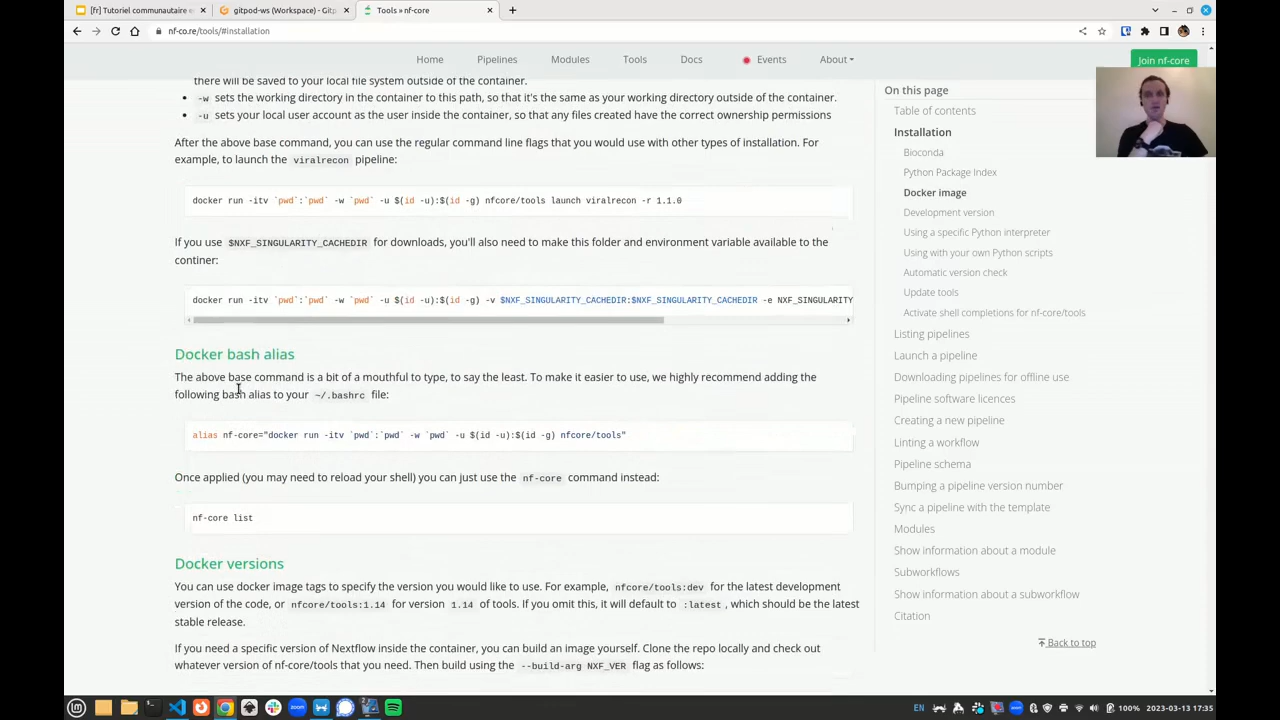 [fr] Tutoriel communautaire e
gitpod-ws (Workspace) - Gitp
Tools » nf-core
nf-co.re/tools/#installation
Home
Pipelines
Modules
Tools
Docs
Events
About
Join nf-core
there will be saved to your local file system outside of the container.
-w sets the working directory in the container to this path, so that it's the same as your working directory outside of the container.
-u sets your local user account as the user inside the container, so that any files created have the correct ownership permissions
After the above base command, you can use the regular command line flags that you would use with other types of installation. For
example, to launch the viralrecon pipeline:
docker run -itv `pwd`:`pwd` -w `pwd` -u $(id -u):$(id -g) nfcore/tools launch viralrecon -r 1.1.0
If you use $NXF_SINGULARITY_CACHEDIR for downloads, you'll also need to make this folder and environment variable available to the
continer:
docker run -itv `pwd`:`pwd` -w `pwd` -u $(id -u):$(id -g) -v $NXF_SINGULARITY_CACHEDIR:$NXF_SINGULARITY_CACHEDIR -e NXF_SINGULARITY
Docker bash alias
The above base command is a bit of a mouthful to type, to say the least. To make it easier to use, we highly recommend adding the
following bash alias to your ~/.bashrc file:
alias nf-core="docker run -itv `pwd`:`pwd` -w `pwd` -u $(id -u):$(id -g) nfcore/tools"
Once applied (you may need to reload your shell) you can just use the nf-core command instead:
nf-core list
Docker versions
You can use docker image tags to specify the version you would like to use. For example, nfcore/tools:dev for the latest development
version of the code, or nfcore/tools:1.14 for version 1.14 of tools. If you omit this, it will default to :latest, which should be the latest
stable release.
If you need a specific version of Nextflow inside the container, you can build an image yourself. Clone the repo locally and check out
whatever version of nf-core/tools that you need. Then build using the --build-arg NXF_VER flag as follows:
On this page
Table of contents
Installation
Bioconda
Python Package Index
Docker image
Development version
Using a specific Python interpreter
Using with your own Python scripts
Automatic version check
Update tools
Activate shell completions for nf-core/tools
Listing pipelines
Launch a pipeline
Downloading pipelines for offline use
Pipeline software licences
Creating a new pipeline
Linting a workflow
Pipeline schema
Bumping a pipeline version number
Sync a pipeline with the template
Modules
Show information about a module
Subworkflows
Show information about a subworkflow
Citation
Back to top
zoom
EN
100%
2023-03-13 17:35